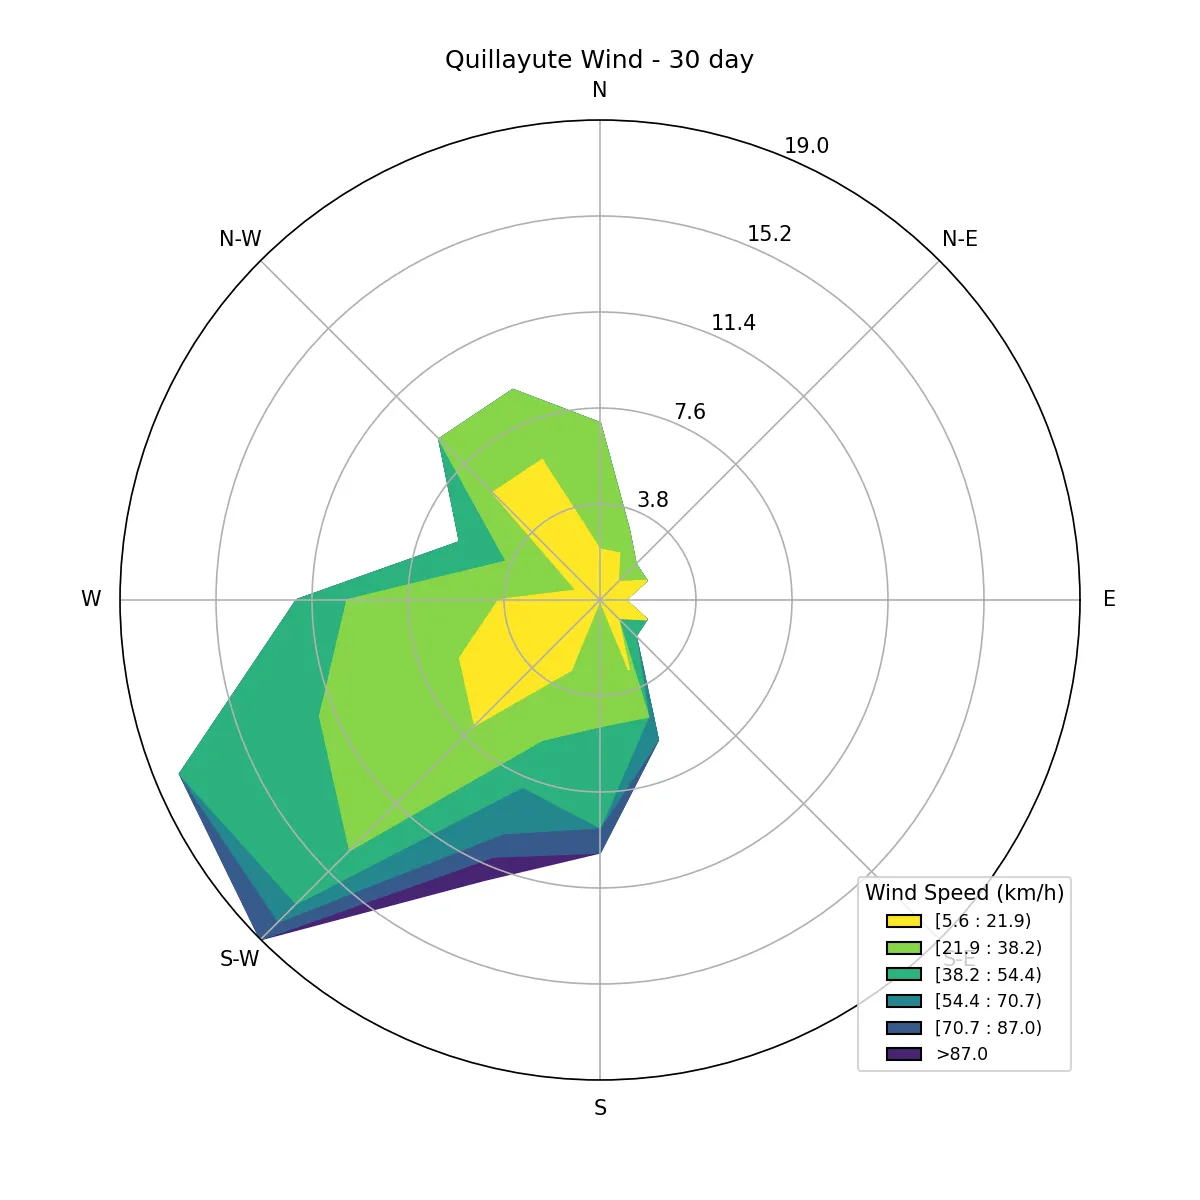 Quillayute Wind - 30 day
N
19.0
15.2
N-W
N-E
11.4
7.6
3.8
W
E
Wind Speed (km/h)
[5.6 : 21.9)
[21.9 : 38.2)
S-W
S-E
[38.2 : 54.4)
[54.4 : 70.7)
[70.7 : 87.0)
>87.0
S